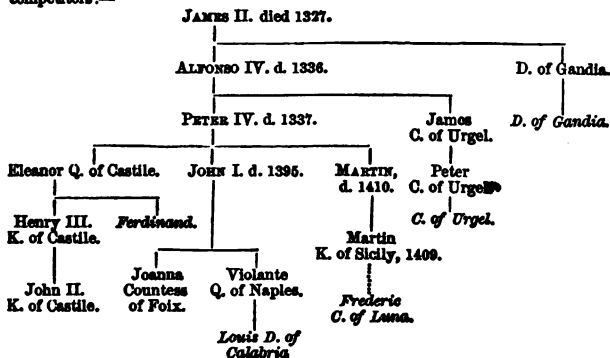 competitors:—
JAMES II. died 1327.
ALFONSO IV. d. 1336. D. of Gandia.
PETER IV. d. 1337. James D. of Gandia.
C. of Urgel.
Eleanor Q. of Castile. JOHN I. d. 1395. MARTIN, Peter
d. 1410. C. of Urgel
Henry III. Ferdinand. C. of Urgel.
K. of Castile. Martin
K. of Sicily, 1409.
John II. Joanna Violante
K. of Castile. Countess Q. of Naples.
of Foix. Frederic
C. of Luna.
Louis D. of
Calabria